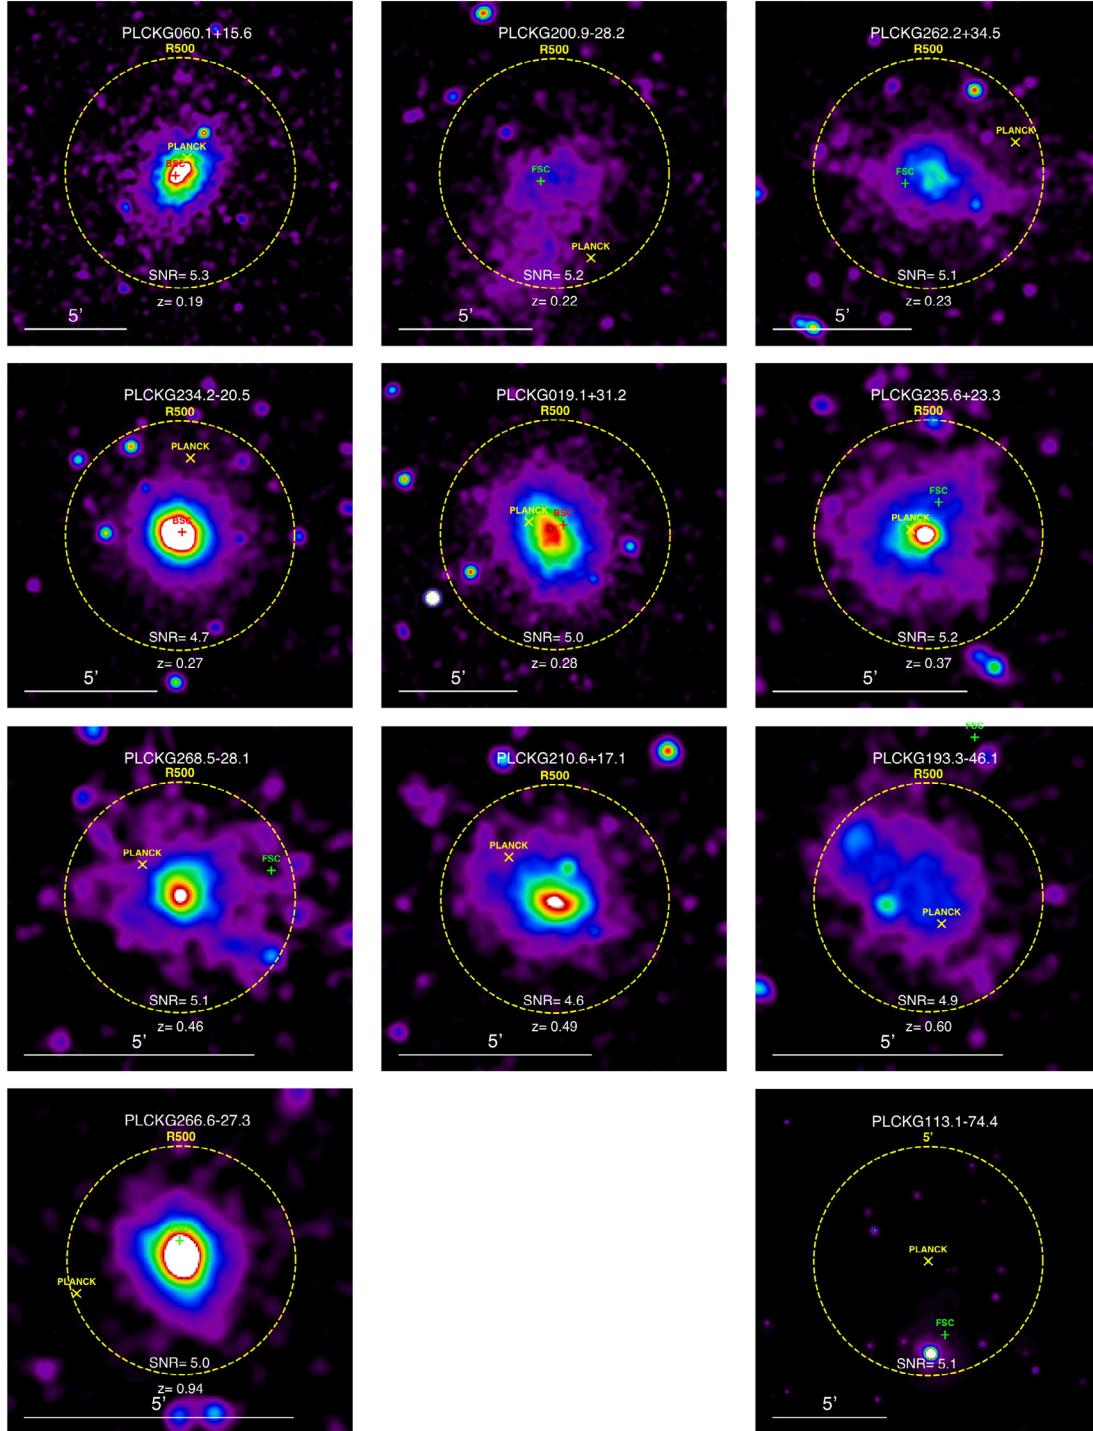 PLCKG060.1+15.6
R500
PLANCK
BSC
SNR= 5.3
z= 0.19
5'
PLCKG200.9-28.2
R500
FSC
PLANCK
SNR= 5.2
z= 0.22
5'
PLCKG262.2+34.5
R500
PLANCK
FSC
SNR= 5.1
z= 0.23
5'
PLCKG234.2-20.5
R500
PLANCK
BSC
SNR= 4.7
z= 0.27
5'
PLCKG019.1+31.2
R500
PLANCK
BSC
SNR= 5.0
z= 0.28
5'
PLCKG235.6+23.3
R500
FSC
PLANCK
SNR= 5.2
z= 0.37
5'
PLCKG268.5-28.1
R500
PLANCK
FSC
SNR= 5.1
z= 0.46
5'
PLCKG210.6+17.1
R500
PLANCK
SNR= 4.6
z= 0.49
5'
FSC
PLCKG193.3-46.1
R500
PLANCK
SNR= 4.9
z= 0.60
5'
PLCKG266.6-27.3
R500
FSC
PLANCK
SNR= 5.0
z= 0.94
5'
PLCKG113.1-74.4
5'
PLANCK
FSC
SNR= 5.1
5'